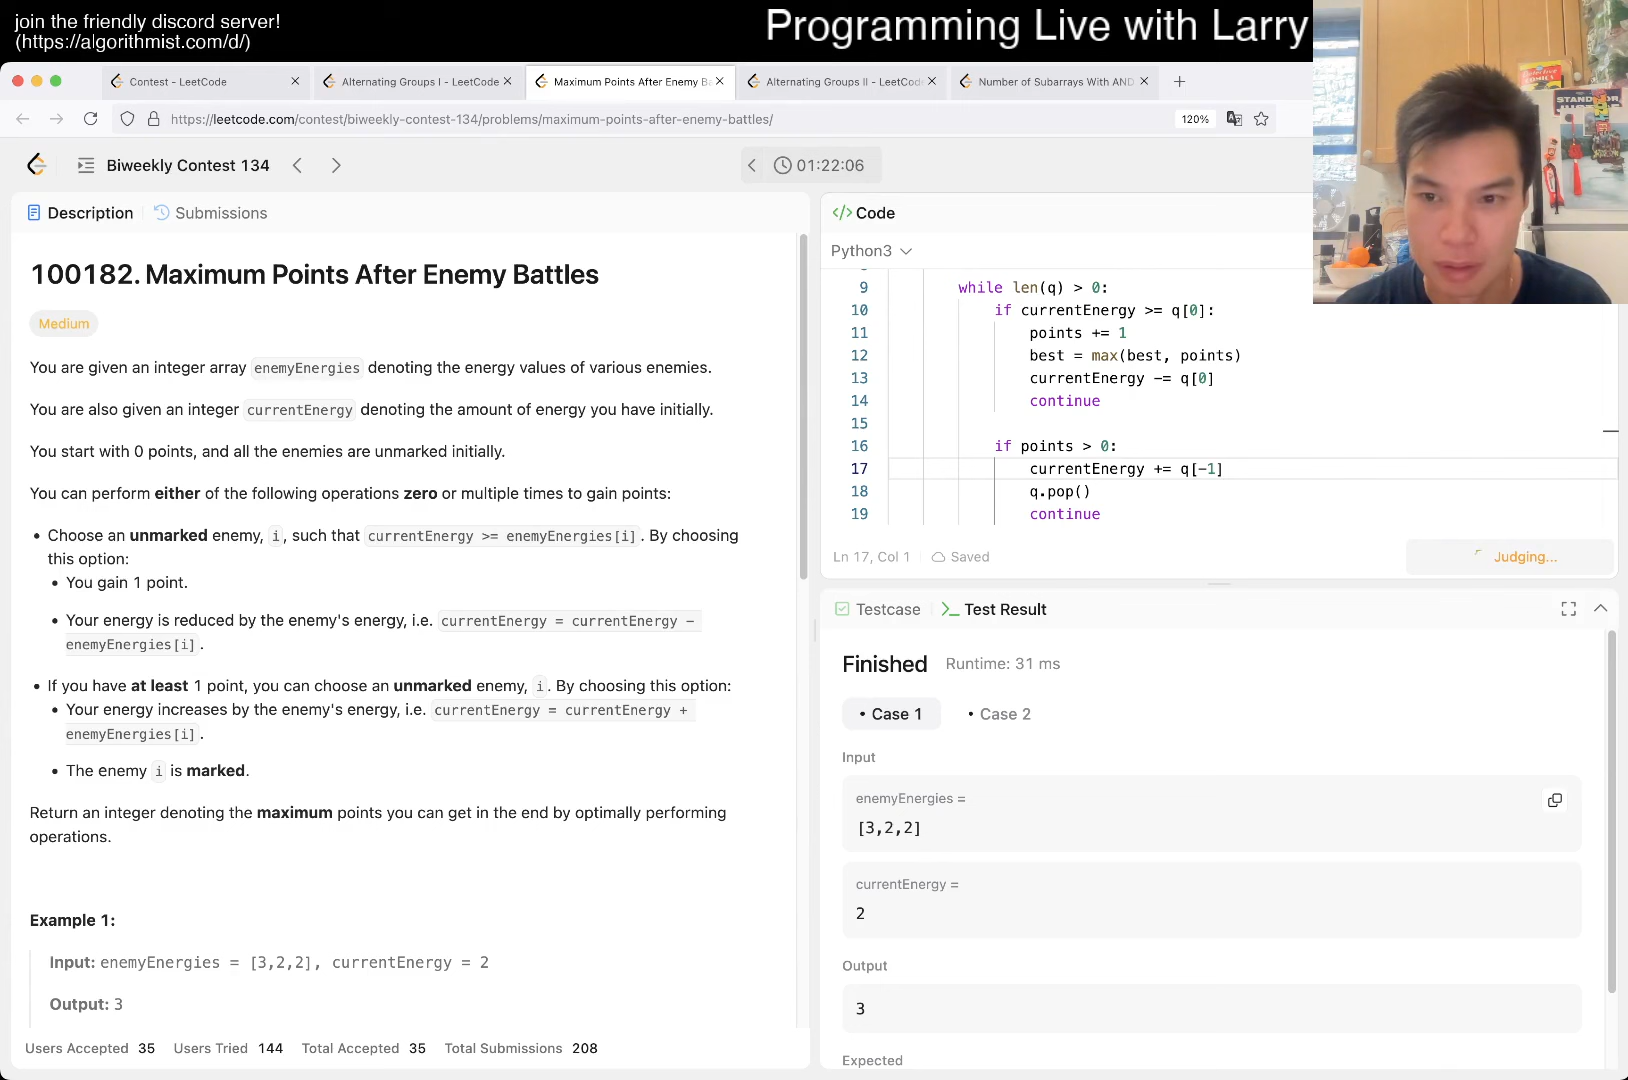 join the friendly discord server!
(https://algorithmist.com/d/)
Programming Live with Larry
Contest - LeetCode
Alternating Groups I - LeetCode
Maximum Points After Enemy Ba
Alternating Groups II - LeetCod
Number of Subarrays With AND
https://leetcode.com/contest/biweekly-contest-134/problems/maximum-points-after-enemy-battles/
120%
Biweekly Contest 134
01:22:06
Description
Submissions
100182. Maximum Points After Enemy Battles
Medium
You are given an integer array enemyEnergies denoting the energy values of various enemies.
You are also given an integer currentEnergy denoting the amount of energy you have initially.
You start with 0 points, and all the enemies are unmarked initially.
You can perform either of the following operations zero or multiple times to gain points:
• Choose an unmarked enemy, i, such that currentEnergy >= enemyEnergies[i]. By choosing
this option:
• You gain 1 point.
• Your energy is reduced by the enemy's energy, i.e. currentEnergy = currentEnergy -
enemyEnergies[i].
• If you have at least 1 point, you can choose an unmarked enemy, i. By choosing this option:
• Your energy increases by the enemy's energy, i.e. currentEnergy = currentEnergy +
enemyEnergies[i].
• The enemy i is marked.
Return an integer denoting the maximum points you can get in the end by optimally performing
operations.
Example 1:
Input: enemyEnergies = [3,2,2], currentEnergy = 2
Output: 3
Users Accepted 35 Users Tried 144 Total Accepted 35 Total Submissions 208
</> Code
Python3
9 while len(q) > 0:
10 if currentEnergy >= q[0]:
11 points += 1
12 best = max(best, points)
13 currentEnergy -= q[0]
14 continue
15
16 if points > 0:
17 currentEnergy += q[-1]
18 q.pop()
19 continue
Ln 17, Col 1
Saved
Judging...
Testcase
>_ Test Result
Finished Runtime: 31 ms
• Case 1
• Case 2
Input
enemyEnergies =
[3,2,2]
currentEnergy =
2
Output
3
Expected